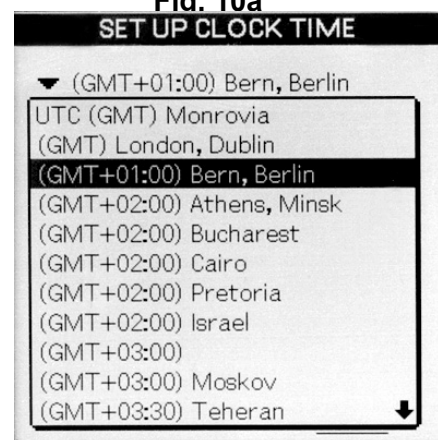 Fig. 10a
SET UP CLOCK TIME
(GMT+01:00) Bern, Berlin
UTC (GMT) Monrovia
(GMT) London, Dublin
(GMT+01:00) Bern, Berlin
(GMT+02:00) Athens, Minsk
(GMT+02:00) Bucharest
(GMT+02:00) Cairo
(GMT+02:00) Pretoria
(GMT+02:00) Israel
(GMT+03:00)
(GMT+03:00) Moskov
(GMT+03:30) Teheran